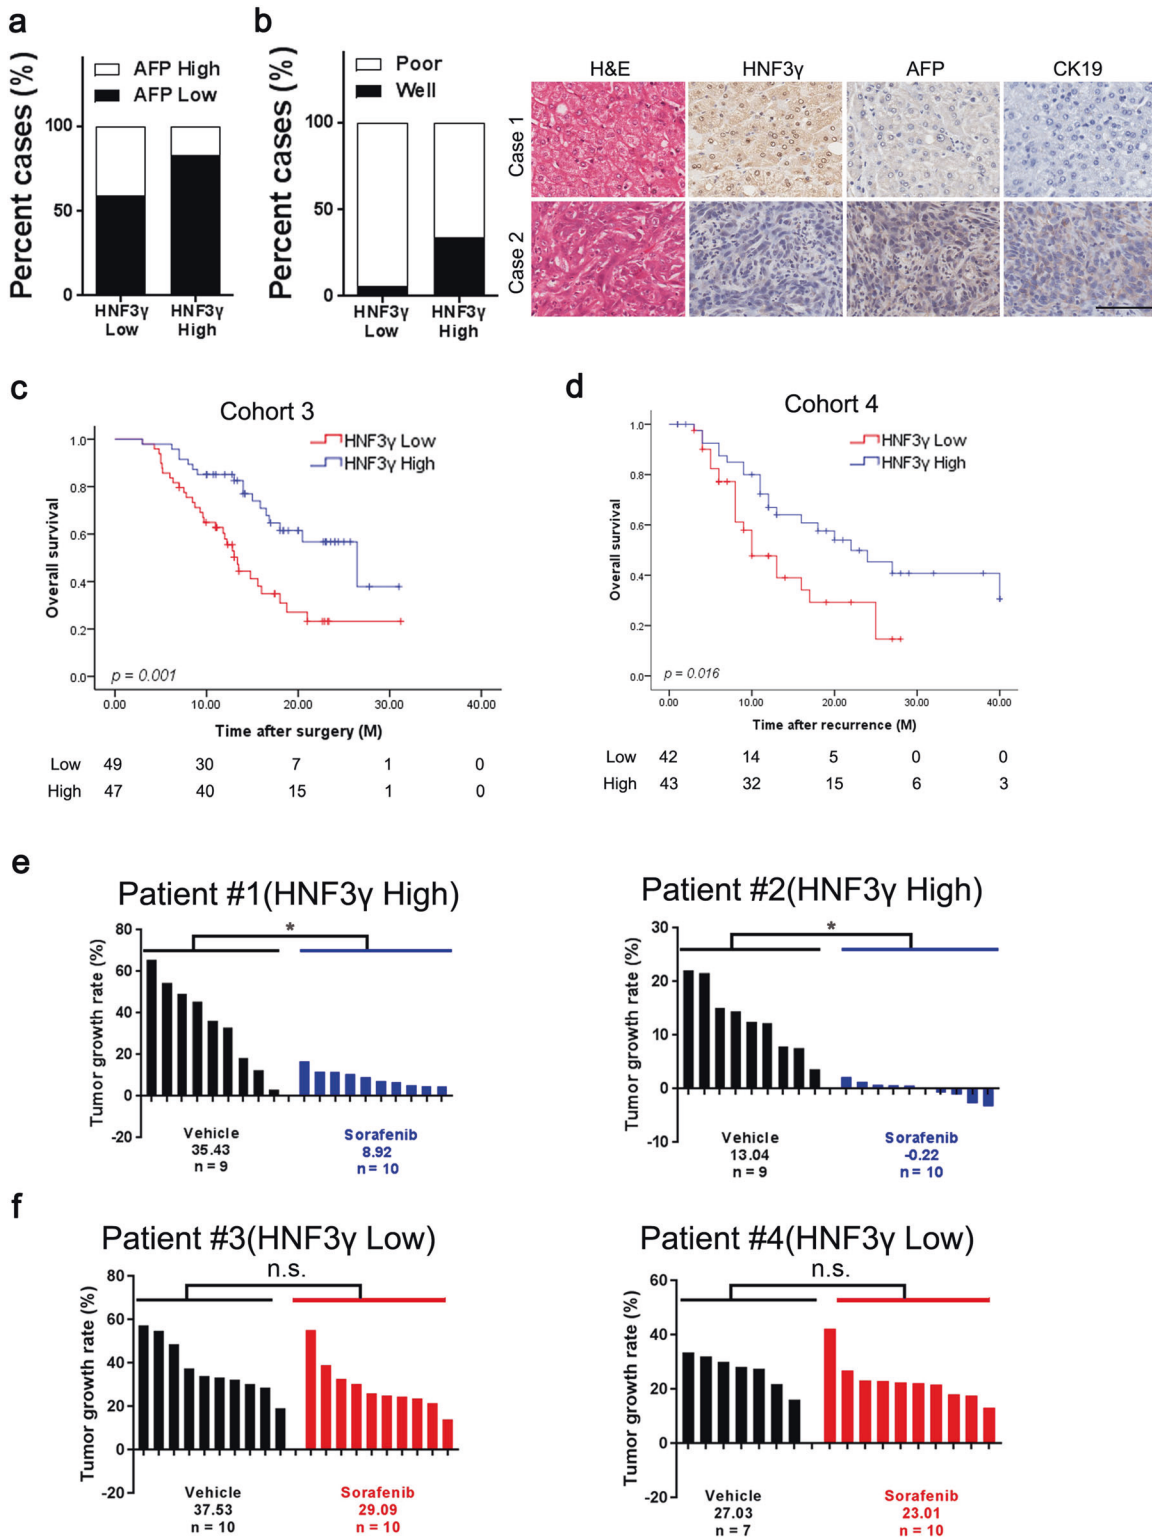 a
Percent cases (%)
AFP High
AFP Low
100
50
0
HNF3γ Low
HNF3γ High
b
Percent cases (%)
Poor
Well
100
50
0
HNF3γ Low
HNF3γ High
H&E
HNF3γ
AFP
CK19
Case 1
Case 2
c
Cohort 3
HNF3γ Low
HNF3γ High
Overall survival
1.0
0.8
0.6
0.4
0.2
0.0
p = 0.001
0.00 10.00 20.00 30.00 40.00
Time after surgery (M)
Low 49 30 7 1 0
High 47 40 15 1 0
d
Cohort 4
HNF3γ Low
HNF3γ High
Overall survival
1.0
0.8
0.6
0.4
0.2
0.0
p = 0.016
0.00 10.00 20.00 30.00 40.00
Time after recurrence (M)
Low 42 14 5 0 0
High 43 32 15 6 3
e
Patient #1(HNF3γ High)
Tumor growth rate (%)
80
60
40
20
0
-20
*
Vehicle
35.43
n = 9
Sorafenib
8.92
n = 10
Patient #2(HNF3γ High)
Tumor growth rate (%)
30
20
10
0
-10
*
Vehicle
13.04
n = 9
Sorafenib
-0.22
n = 10
f
Patient #3(HNF3γ Low)
Tumor growth rate (%)
80
60
40
20
0
-20
n.s.
Vehicle
37.53
n = 10
Sorafenib
29.09
n = 10
Patient #4(HNF3γ Low)
Tumor growth rate (%)
60
40
20
0
-20
n.s.
Vehicle
27.03
n = 7
Sorafenib
23.01
n = 10